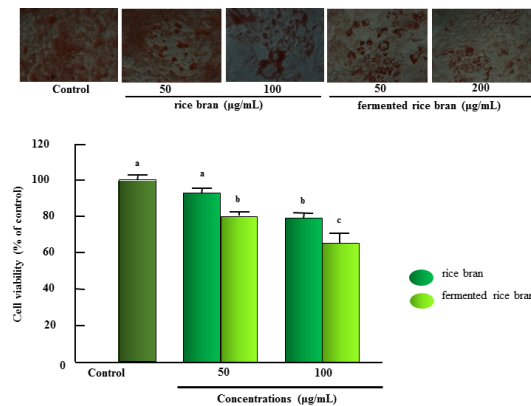 Control 50 100 50 200
rice bran (µg/mL) fermented rice bran (µg/mL)
120
100
80
60
40
20
0
Cell viability (% of control)
a a b b c
Control 50 100
Concentrations (µg/mL)
rice bran
fermented rice bran